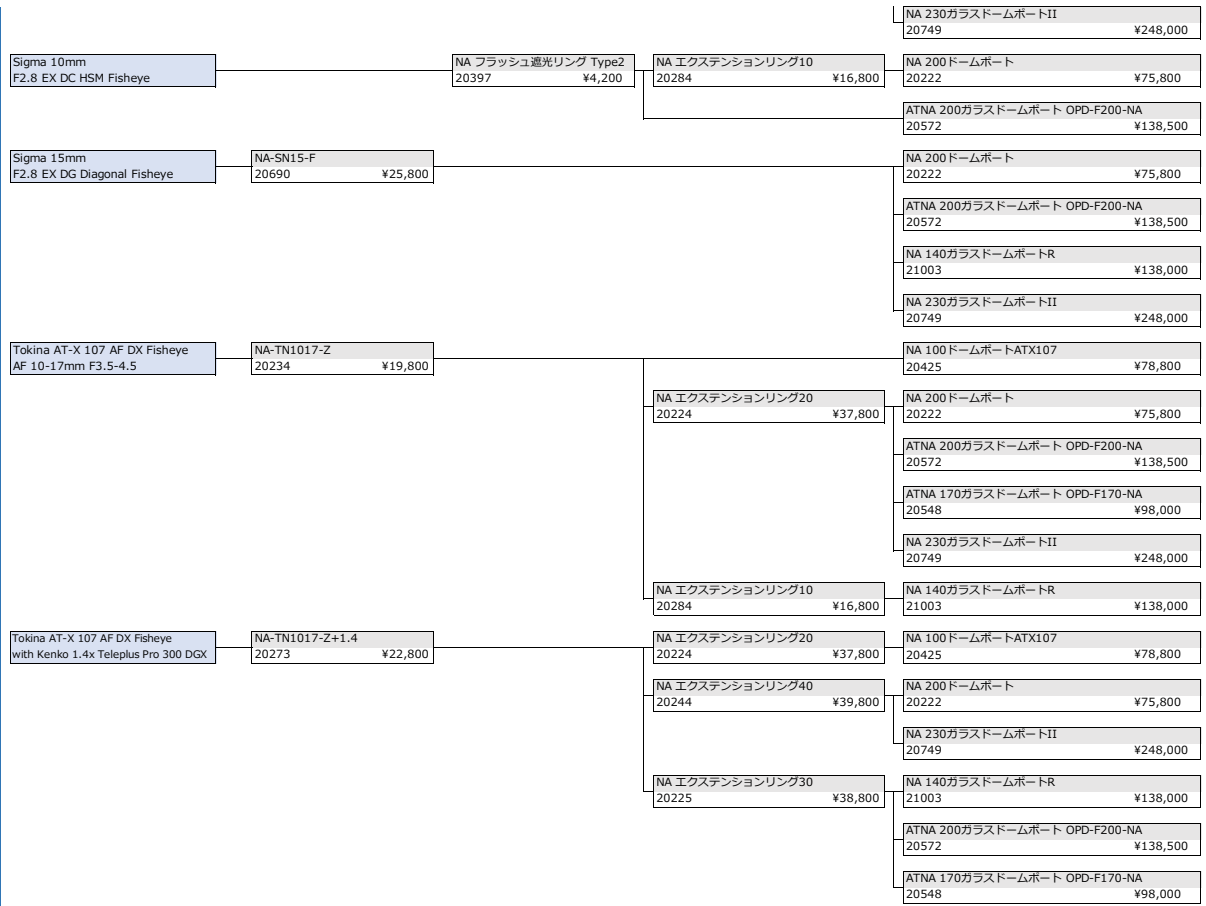 NA 230ガラスドームポートII
20749 ¥248,000
Sigma 10mm
F2.8 EX DC HSM Fisheye
NA フラッシュ遮光リング Type2
20397 ¥4,200
NA エクステンションリング10
20284 ¥16,800
NA 200ドームポート
20222 ¥75,800
ATNA 200ガラスドームポート OPD-F200-NA
20572 ¥138,500
Sigma 15mm
F2.8 EX DG Diagonal Fisheye
NA-SN15-F
20690 ¥25,800
NA 200ドームポート
20222 ¥75,800
ATNA 200ガラスドームポート OPD-F200-NA
20572 ¥138,500
NA 140ガラスドームポートR
21003 ¥138,000
NA 230ガラスドームポートII
20749 ¥248,000
Tokina AT-X 107 AF DX Fisheye
AF 10-17mm F3.5-4.5
NA-TN1017-Z
20234 ¥19,800
NA 100ドームポートATX107
20425 ¥78,800
NA エクステンションリング20
20224 ¥37,800
NA 200ドームポート
20222 ¥75,800
ATNA 200ガラスドームポート OPD-F200-NA
20572 ¥138,500
ATNA 170ガラスドームポート OPD-F170-NA
20548 ¥98,000
NA 230ガラスドームポートII
20749 ¥248,000
NA エクステンションリング10
20284 ¥16,800
NA 140ガラスドームポートR
21003 ¥138,000
Tokina AT-X 107 AF DX Fisheye
with Kenko 1.4x Teleplus Pro 300 DGX
NA-TN1017-Z+1.4
20273 ¥22,800
NA エクステンションリング20
20224 ¥37,800
NA 100ドームポートATX107
20425 ¥78,800
NA エクステンションリング40
20244 ¥39,800
NA 200ドームポート
20222 ¥75,800
NA 230ガラスドームポートII
20749 ¥248,000
NA エクステンションリング30
20225 ¥38,800
NA 140ガラスドームポートR
21003 ¥138,000
ATNA 200ガラスドームポート OPD-F200-NA
20572 ¥138,500
ATNA 170ガラスドームポート OPD-F170-NA
20548 ¥98,000